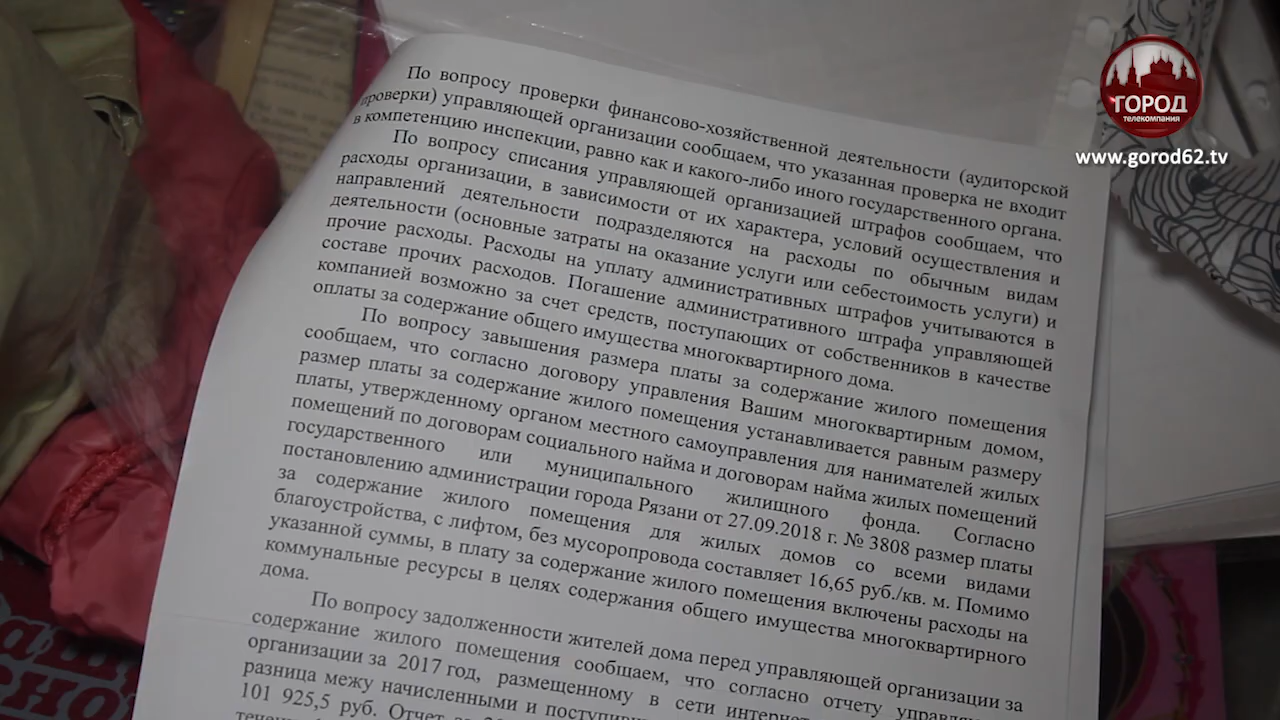 ГОРОД
телекомпания
www.gorod62.tv
По вопросу проверки финансово-хозяйственной деятельности (аудиторской
проверки) управляющей организации сообщаем, что указанная проверка не входит
в компетенцию инспекции, равно как и какого-либо иного государственного органа.
По вопросу списания управляющей организацией штрафов сообщаем, что
расходы организации, в зависимости от их характера, условий осуществления и
направлений деятельности подразделяются на расходы по обычным видам
деятельности (основные затраты на оказание услуги или себестоимость услуги) и
прочие расходы. Расходы на уплату административных штрафов учитываются в
составе прочих расходов. Погашение административного штрафа управляющей
компанией возможно за счет средств, поступающих от собственников в качестве
оплаты за содержание общего имущества многоквартирного дома.
По вопросу завышения размера платы за содержание жилого помещения
сообщаем, что согласно договору управления Вашим многоквартирным домом,
размер платы за содержание жилого помещения устанавливается равным размеру
платы, утвержденному органом местного самоуправления для нанимателей жилых
помещений по договорам социального найма и договорам найма жилых помещений
государственного или муниципального жилищного фонда. Согласно
постановлению администрации города Рязани от 27.09.2018 г. № 3808 размер платы
за содержание жилого помещения для жилых домов со всеми видами
благоустройства, с лифтом, без мусоропровода составляет 16,65 руб./кв. м. Помимо
указанной суммы, в плату за содержание жилого помещения включены расходы на
коммунальные ресурсы в целях содержания общего имущества многоквартирного
дома.
По вопросу задолженности жителей дома перед управляющей организации за
содержание жилого помещения сообщаем, что согласно отчету
организации за 2017 год, размещенному в сети
разница межу начисленными и
101 925,5 руб. Отчет за